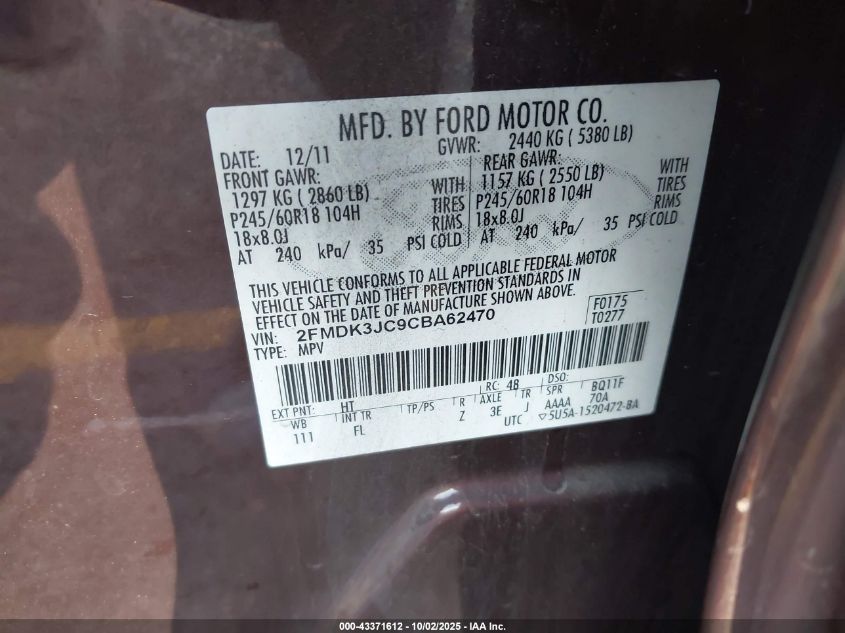 MFD. BY FORD MOTOR CO.
DATE: 12/11 GVWR: 2440 KG ( 5380 LB)
FRONT GAWR: REAR GAWR:
1297 KG ( 2860 LB) WITH 1157 KG ( 2550 LB) WITH
P245/60R18 104H TIRES P245/60R18 104H TIRES
18x8.0J RIMS 18x8.0J RIMS
AT 240 kPa/ 35 PSI COLD AT 240 kPa/ 35 PSI COLD
THIS VEHICLE CONFORMS TO ALL APPLICABLE FEDERAL MOTOR
VEHICLE SAFETY AND THEFT PREVENTION STANDARDS IN
EFFECT ON THE DATE OF MANUFACTURE SHOWN ABOVE.
VIN: 2FMDK3JC9CBA62470 F0175
TYPE: MPV T0277
EXT PNT: HT RC: 48 DSO: BQ11F
WB INT TR TP/PS R AXLE TR SPR 70A
111 FL Z 3E J AAAA
UTC ▽5U5A-1520472-BA
000-43371612 - 10/02/2025 - IAA Inc.